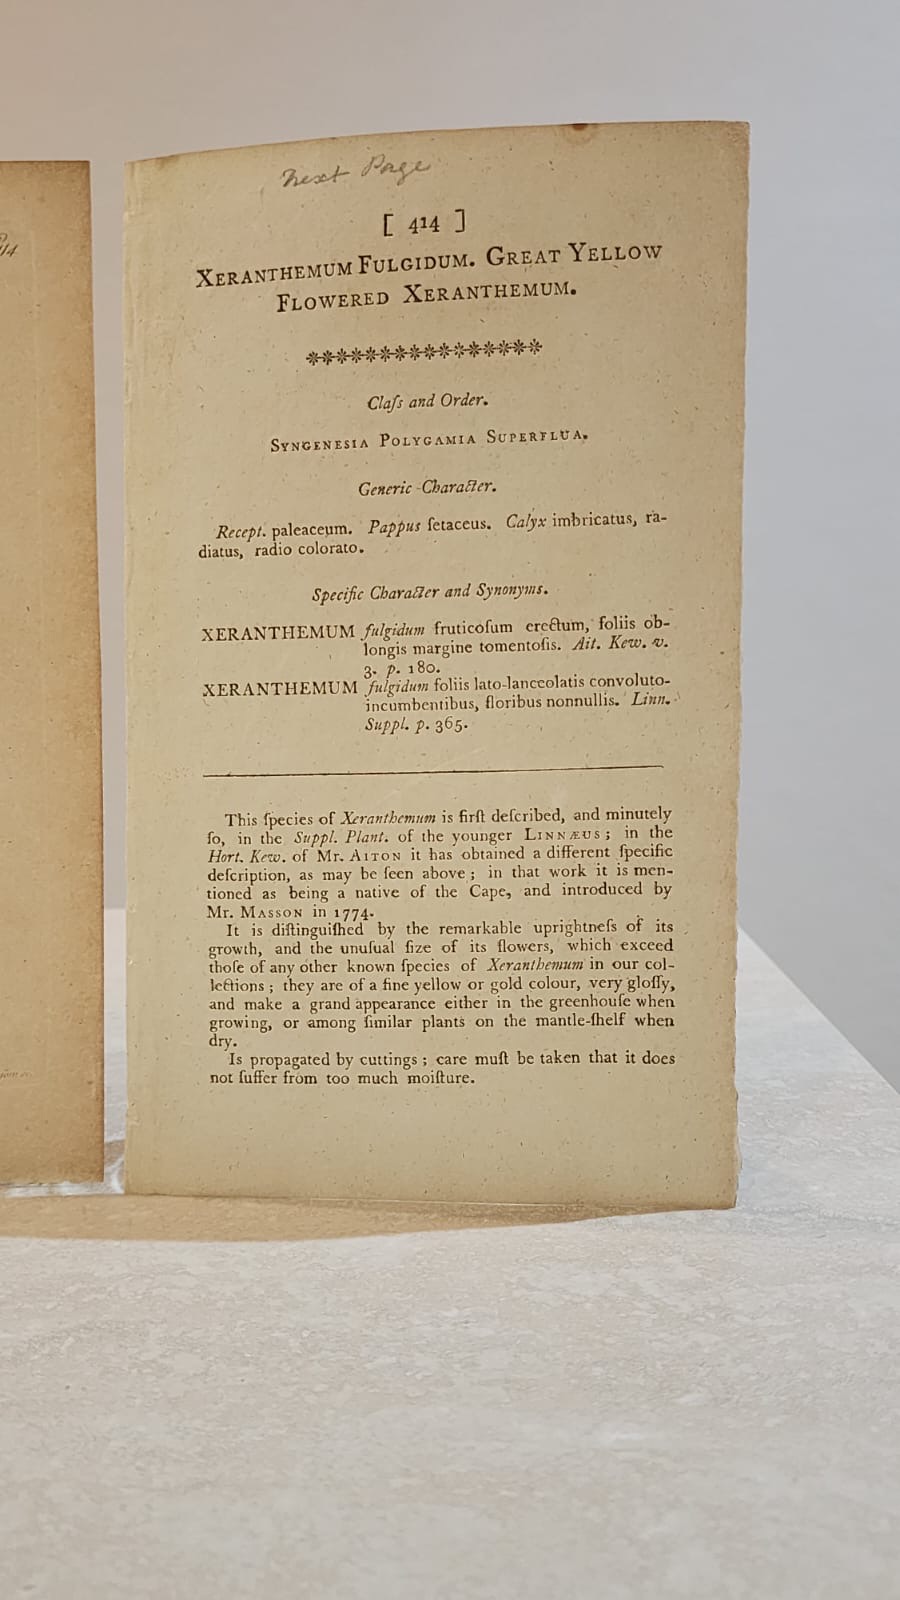 Next Page
[ 414 ]
XERANTHEMUM FULGIDUM. GREAT YELLOW
FLOWERED XERANTHEMUM.
****************
Claſs and Order.
SYNGENESIA POLYGAMIA SUPERFLUA.
Generic Character.
Recept. paleaceum. Pappus ſetaceus. Calyx imbricatus, ra-
diatus, radio colorato.
Specific Character and Synonyms.
XERANTHEMUM fulgidum fruticoſum erectum, foliis ob-
longis margine tomentoſis. Ait. Kew. v.
3. p. 180.
XERANTHEMUM fulgidum foliis lato-lanceolatis convoluto-
incumbentibus, floribus nonnullis. Linn.
Suppl. p. 365.
This ſpecies of Xeranthemum is firſt deſcribed, and minutely
ſo, in the Suppl. Plant. of the younger LINNÆUS; in the
Hort. Kew. of Mr. AITON it has obtained a different ſpecific
deſcription, as may be ſeen above; in that work it is men-
tioned as being a native of the Cape, and introduced by
Mr. MASSON in 1774.
It is diſtinguiſhed by the remarkable uprightneſs of its
growth, and the unuſual ſize of its flowers, which exceed
thoſe of any other known ſpecies of Xeranthemum in our col-
lections; they are of a fine yellow or gold colour, very gloſſy,
and make a grand appearance either in the greenhouſe when
growing, or among ſimilar plants on the mantle-ſhelf when
dry.
Is propagated by cuttings; care muſt be taken that it does
not ſuffer from too much moiſture.